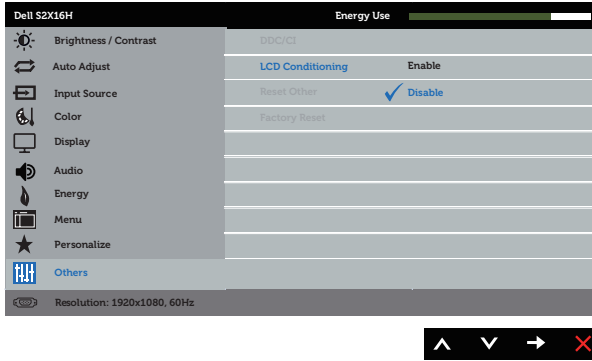 Dell S2X16H Energy Use
Brightness / Contrast DDC/CI
Auto Adjust LCD Conditioning Enable
Input Source Reset Other Disable
Color Factory Reset
Display
Audio
Energy
Menu
Personalize
Others
Resolution: 1920x1080, 60Hz